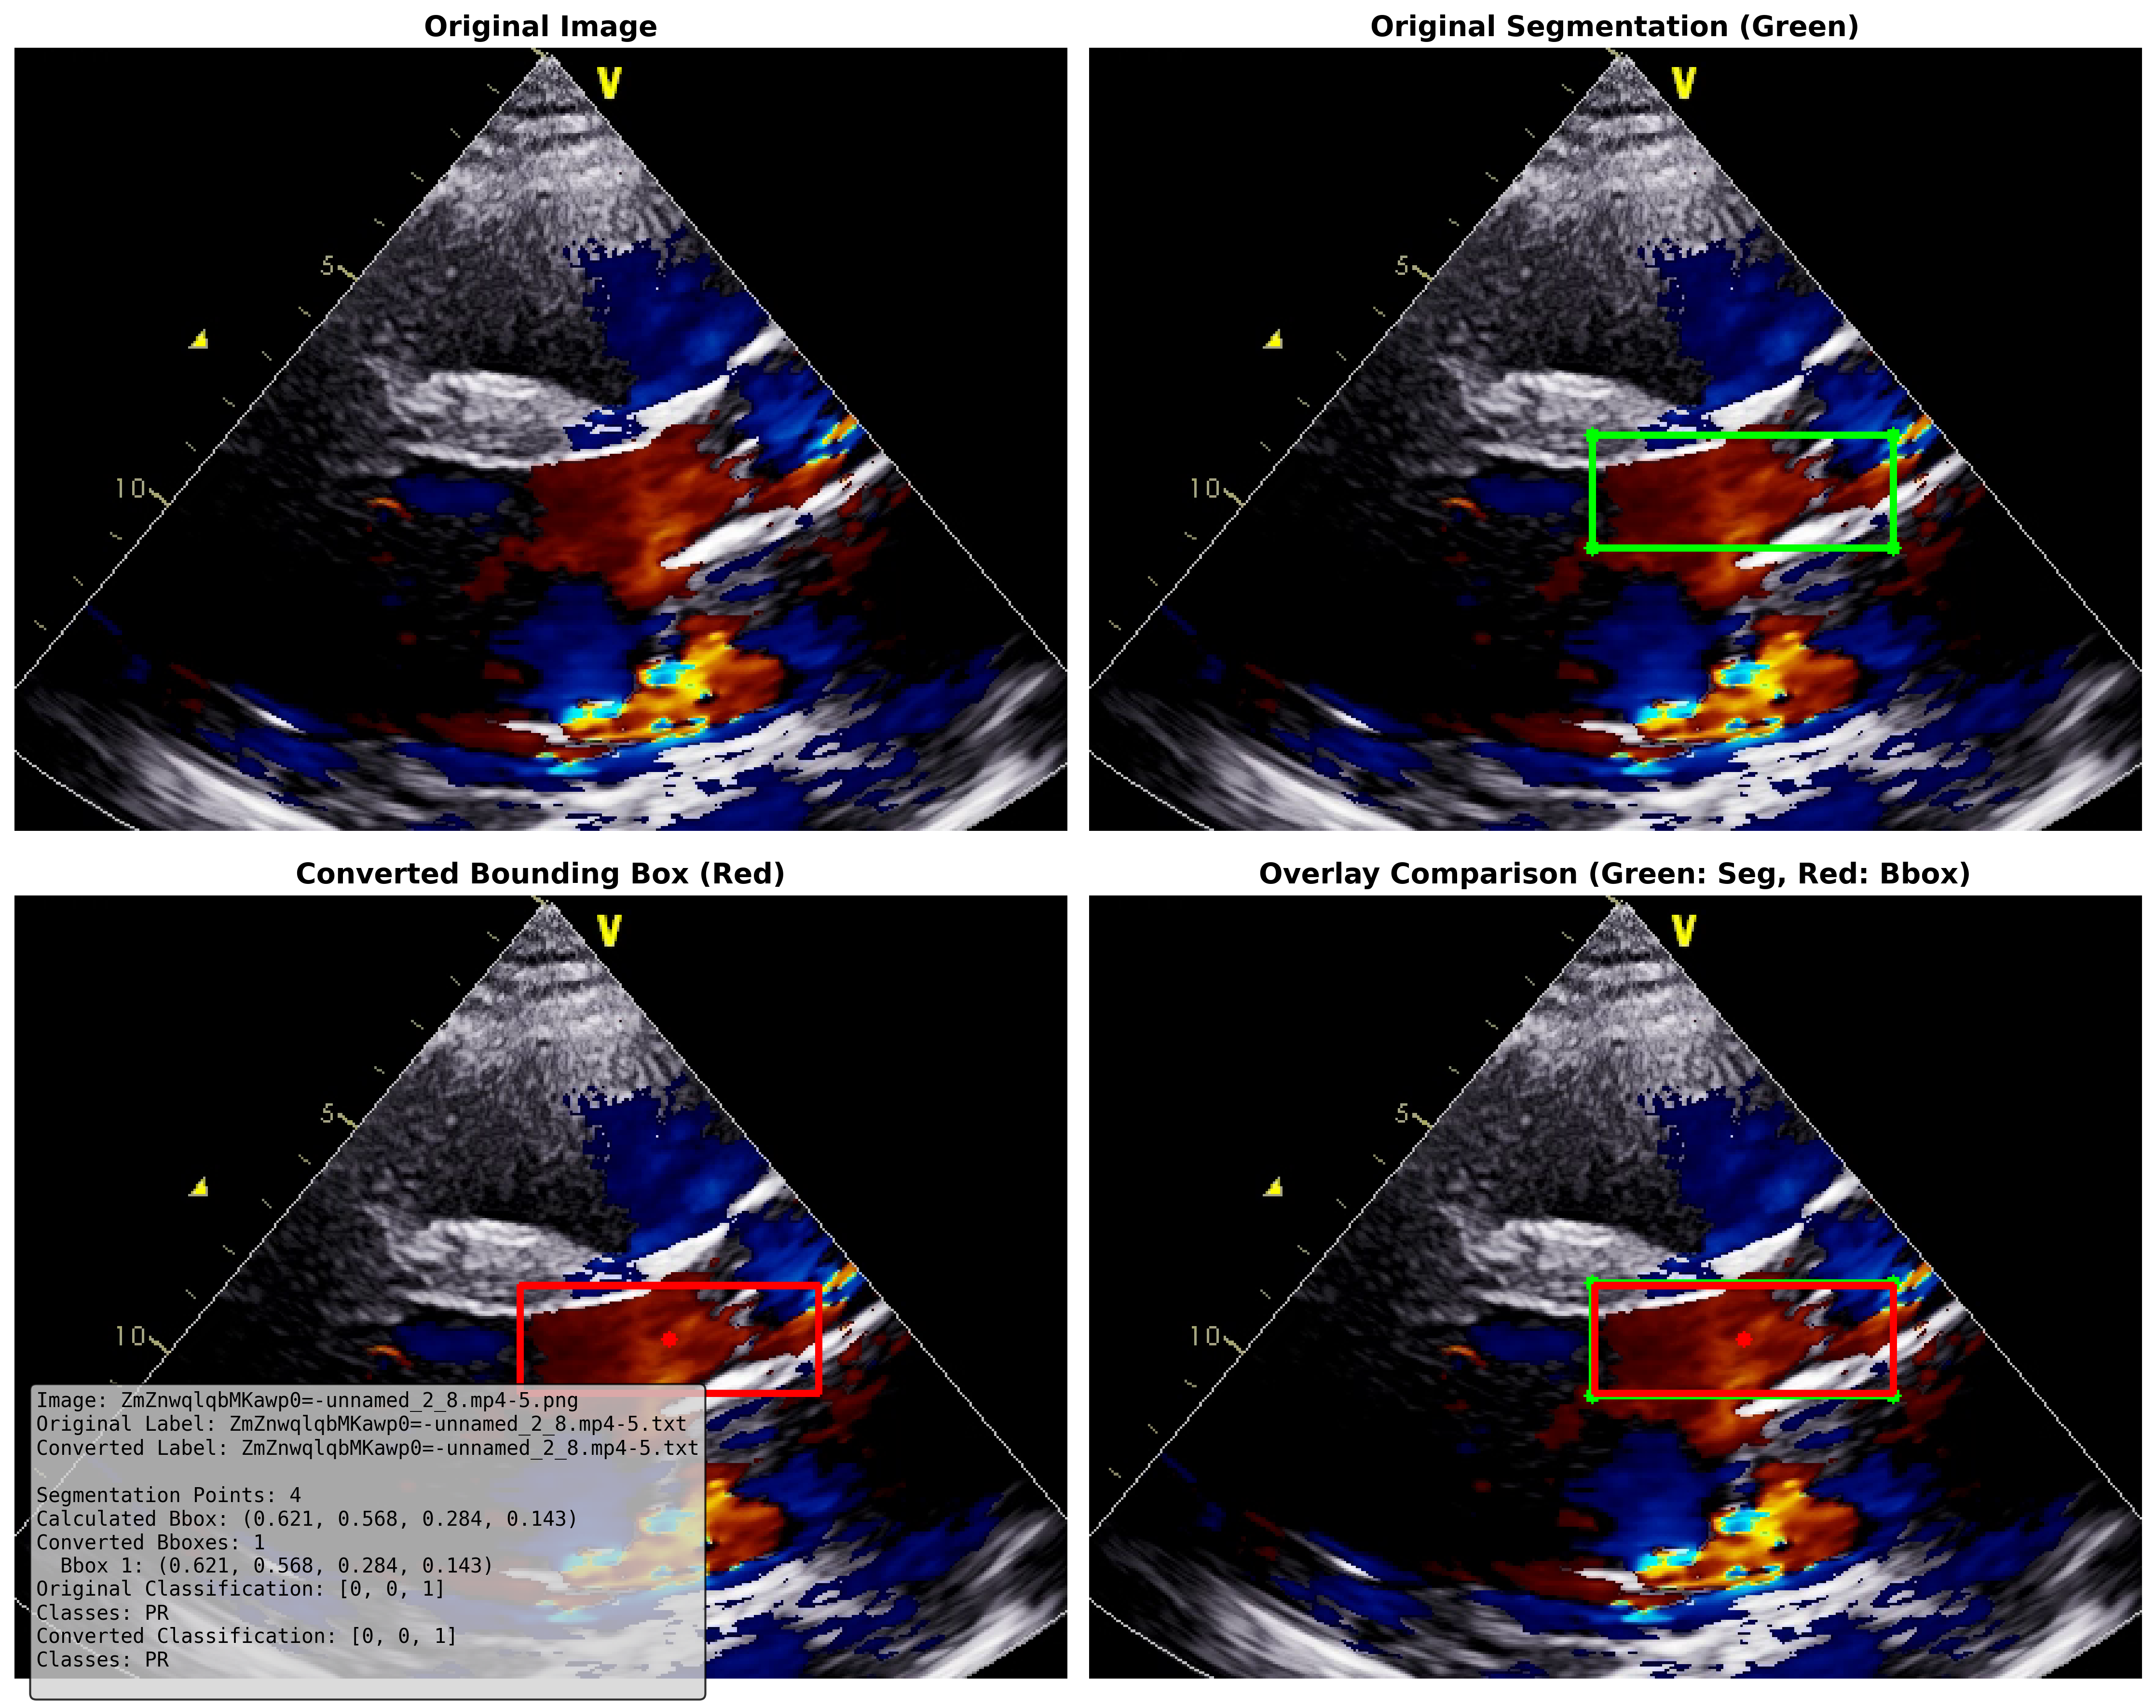 Original Image
Original Segmentation (Green)
V
5
10
V
5
10
Converted Bounding Box (Red)
Overlay Comparison (Green: Seg, Red: Bbox)
V
5
10
V
5
10
Image: ZmZnwqlqbMKawp0=-unnamed_2_8.mp4-5.png
Original Label: ZmZnwqlqbMKawp0=-unnamed_2_8.mp4-5.txt
Converted Label: ZmZnwqlqbMKawp0=-unnamed_2_8.mp4-5.txt
Segmentation Points: 4
Calculated Bbox: (0.621, 0.568, 0.284, 0.143)
Converted Bboxes: 1
Bbox 1: (0.621, 0.568, 0.284, 0.143)
Original Classification: [0, 0, 1]
Classes: PR
Converted Classification: [0, 0, 1]
Classes: PR